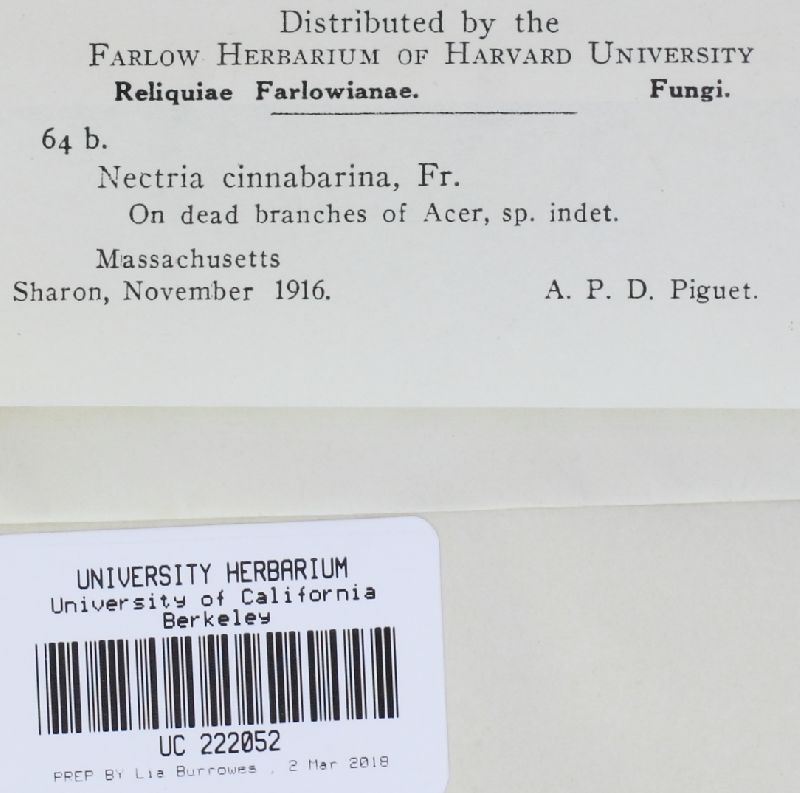 Distributed by the
FARLOW HERBARIUM OF HARVARD UNIVERSITY
Reliquiae Farlowianae. Fungi.
64 b.
Nectria cinnabarina, Fr.
On dead branches of Acer, sp. indet.
Massachusetts
Sharon, November 1916. A. P. D. Piguet.
UNIVERSITY HERBARIUM
University of California
Berkeley
UC 222052
PREP BY Lia Burrowes , 2 Mar 2018